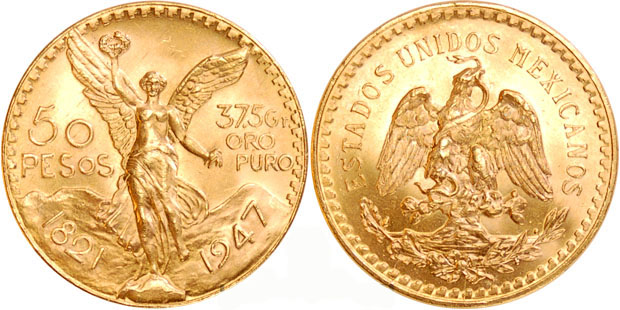 50
PESOS
37.5 Gr
ORO
PURO
1821
1947
ESTADOS UNIDOS MEXICANOS